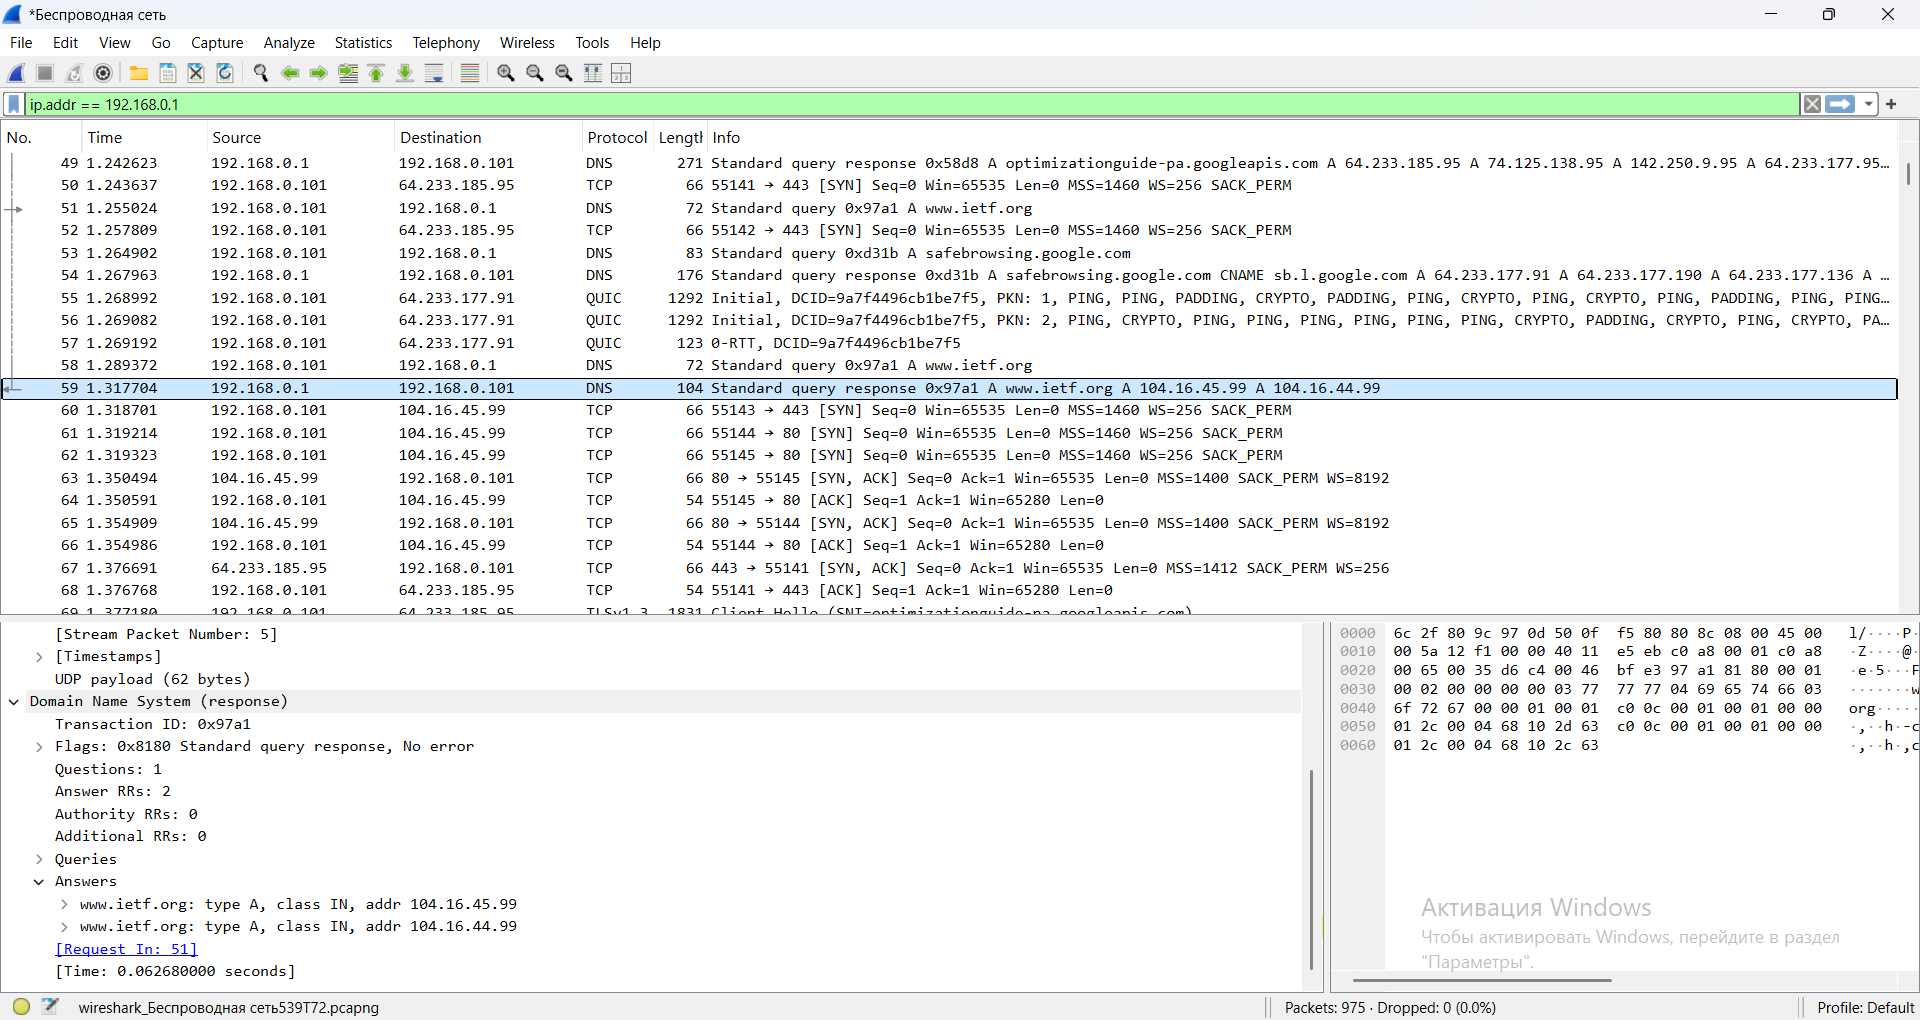 *Беспроводная сеть
File Edit View Go Capture Analyze Statistics Telephony Wireless Tools Help
ip.addr == 192.168.0.1
No. Time Source Destination Protocol Length Info
49 1.242623 192.168.0.1 192.168.0.101 DNS 271 Standard query response 0x58d8 A optimizationguide-pa.googleapis.com A 64.233.185.95 A 74.125.138.95 A 142.250.9.95 A 64.233.177.95…
50 1.243637 192.168.0.101 64.233.185.95 TCP 66 55141 → 443 [SYN] Seq=0 Win=65535 Len=0 MSS=1460 WS=256 SACK_PERM
51 1.255024 192.168.0.101 192.168.0.1 DNS 72 Standard query 0x97a1 A www.ietf.org
52 1.257809 192.168.0.101 64.233.185.95 TCP 66 55142 → 443 [SYN] Seq=0 Win=65535 Len=0 MSS=1460 WS=256 SACK_PERM
53 1.264902 192.168.0.101 192.168.0.1 DNS 83 Standard query 0xd31b A safebrowsing.google.com
54 1.267963 192.168.0.1 192.168.0.101 DNS 176 Standard query response 0xd31b A safebrowsing.google.com CNAME sb.l.google.com A 64.233.177.91 A 64.233.177.190 A 64.233.177.136 A …
55 1.268992 192.168.0.101 64.233.177.91 QUIC 1292 Initial, DCID=9a7f4496cb1be7f5, PKN: 1, PING, PING, PADDING, CRYPTO, PADDING, PING, CRYPTO, PING, CRYPTO, PING, PADDING, PING, PING…
56 1.269082 192.168.0.101 64.233.177.91 QUIC 1292 Initial, DCID=9a7f4496cb1be7f5, PKN: 2, PING, CRYPTO, PING, PING, PING, PING, PING, PING, CRYPTO, PADDING, CRYPTO, PING, CRYPTO, PA…
57 1.269192 192.168.0.101 64.233.177.91 QUIC 123 0-RTT, DCID=9a7f4496cb1be7f5
58 1.289372 192.168.0.101 192.168.0.1 DNS 72 Standard query 0x97a1 A www.ietf.org
59 1.317704 192.168.0.1 192.168.0.101 DNS 104 Standard query response 0x97a1 A www.ietf.org A 104.16.45.99 A 104.16.44.99
60 1.318701 192.168.0.101 104.16.45.99 TCP 66 55143 → 443 [SYN] Seq=0 Win=65535 Len=0 MSS=1460 WS=256 SACK_PERM
61 1.319214 192.168.0.101 104.16.45.99 TCP 66 55144 → 80 [SYN] Seq=0 Win=65535 Len=0 MSS=1460 WS=256 SACK_PERM
62 1.319323 192.168.0.101 104.16.45.99 TCP 66 55145 → 80 [SYN] Seq=0 Win=65535 Len=0 MSS=1460 WS=256 SACK_PERM
63 1.350494 104.16.45.99 192.168.0.101 TCP 66 80 → 55145 [SYN, ACK] Seq=0 Ack=1 Win=65535 Len=0 MSS=1400 SACK_PERM WS=8192
64 1.350591 192.168.0.101 104.16.45.99 TCP 54 55145 → 80 [ACK] Seq=1 Ack=1 Win=65280 Len=0
65 1.354909 104.16.45.99 192.168.0.101 TCP 66 80 → 55144 [SYN, ACK] Seq=0 Ack=1 Win=65535 Len=0 MSS=1400 SACK_PERM WS=8192
66 1.354986 192.168.0.101 104.16.45.99 TCP 54 55144 → 80 [ACK] Seq=1 Ack=1 Win=65280 Len=0
67 1.376691 64.233.185.95 192.168.0.101 TCP 66 443 → 55141 [SYN, ACK] Seq=0 Ack=1 Win=65535 Len=0 MSS=1412 SACK_PERM WS=256
68 1.376768 192.168.0.101 64.233.185.95 TCP 54 55141 → 443 [ACK] Seq=1 Ack=1 Win=65280 Len=0
69 1.377180 192.168.0.101 64.233.185.95 TLSv1.3 1831 Client Hello (SNI=optimizationguide-pa.googleapis.com)
[Stream Packet Number: 5]
[Timestamps]
UDP payload (62 bytes)
Domain Name System (response)
Transaction ID: 0x97a1
Flags: 0x8180 Standard query response, No error
Questions: 1
Answer RRs: 2
Authority RRs: 0
Additional RRs: 0
Queries
Answers
www.ietf.org: type A, class IN, addr 104.16.45.99
www.ietf.org: type A, class IN, addr 104.16.44.99
[Request In: 51]
[Time: 0.062680000 seconds]
0000 6c 2f 80 9c 97 0d 50 0f f5 80 80 8c 08 00 45 00 l/····P·
0010 00 5a 12 f1 00 00 40 11 e5 eb c0 a8 00 01 c0 a8 ·Z····@·
0020 00 65 00 35 d6 c4 00 46 bf e3 97 a1 81 80 00 01 ·e·5···F
0030 00 02 00 00 00 00 03 77 77 77 04 69 65 74 66 03 ·······w
0040 6f 72 67 00 00 01 00 01 c0 0c 00 01 00 01 00 00 org·····
0050 01 2c 00 04 68 10 2d 63 c0 0c 00 01 00 01 00 00 ·,··h·-c
0060 01 2c 00 04 68 10 2c 63 ·,··h·,c
Активация Windows
Чтобы активировать Windows, перейдите в раздел
"Параметры".
wireshark_Беспроводная сеть539T72.pcapng Packets: 975 · Dropped: 0 (0.0%) Profile: Default